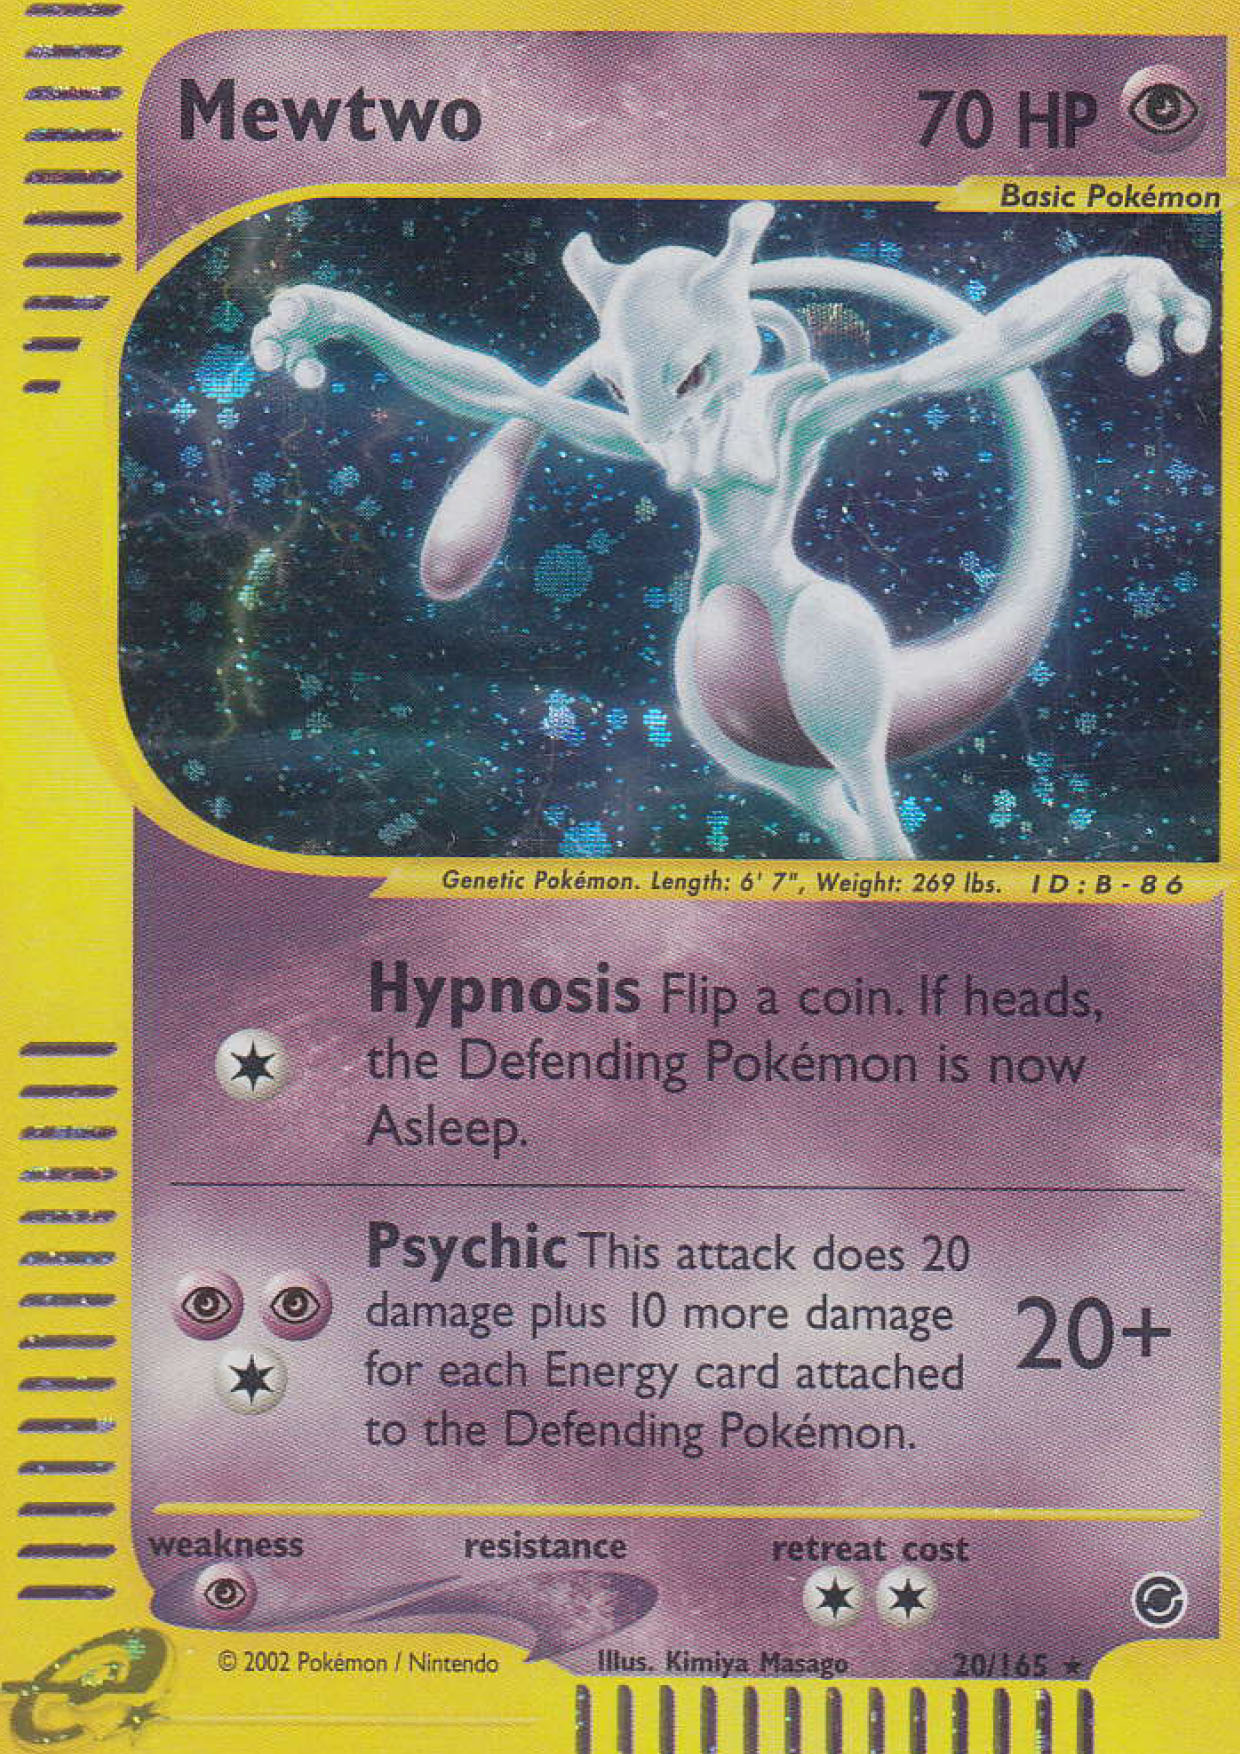 Mewtwo 70 HP
Basic Pokémon
Genetic Pokémon. Length: 6' 7", Weight: 269 lbs. ID:B-86
Hypnosis Flip a coin. If heads,
the Defending Pokémon is now
Asleep.
Psychic This attack does 20
damage plus 10 more damage
for each Energy card attached
to the Defending Pokémon.
20+
weakness resistance retreat cost
© 2002 Pokémon / Nintendo Illus. Kimiya Masago 20/165 ★
e